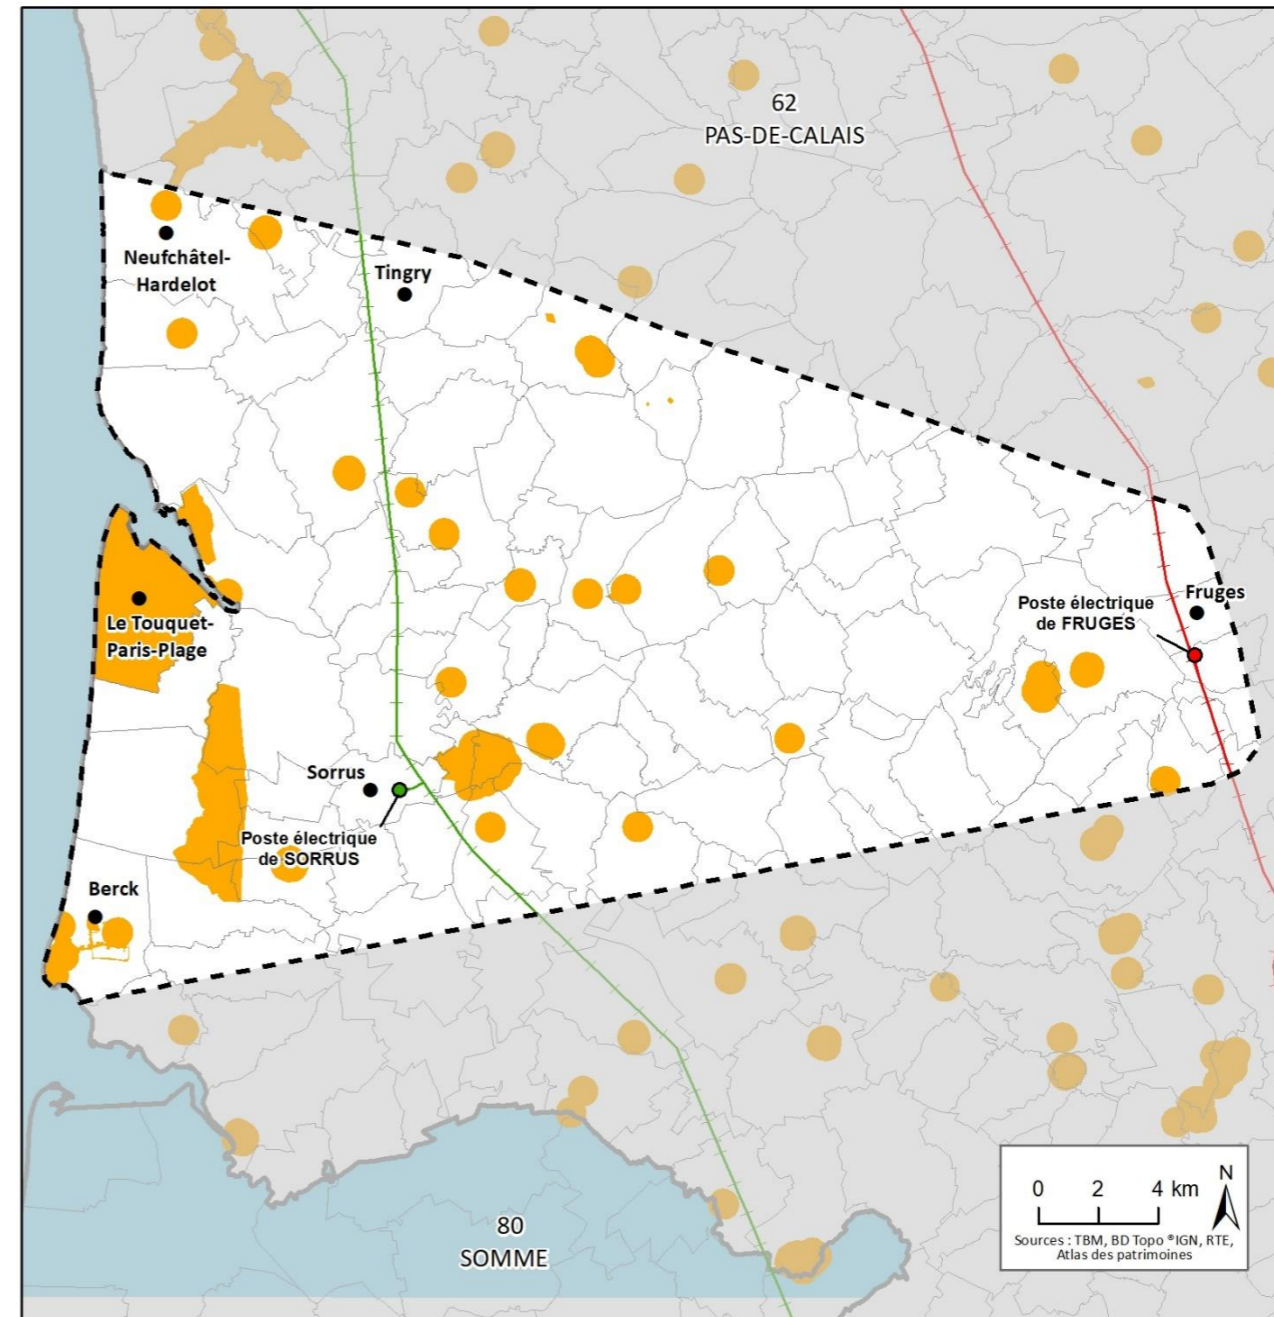 62
PAS-DE-CALAIS
Neufchâtel-
Hardelot
Tingry
Le Touquet-
Paris-Plage
Fruges
Poste électrique
de FRUGES
Sorrus
Poste électrique
de SORRUS
Berck
80
SOMME
0 2 4 km
N
Sources : TBM, BD Topo ®IGN, RTE,
Atlas des patrimoines